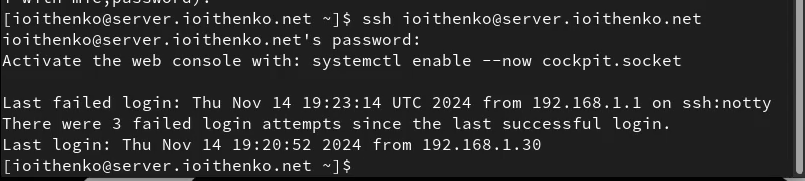 [ioithenko@server.ioithenko.net ~]$ ssh ioithenko@server.ioithenko.net
ioithenko@server.ioithenko.net's password:
Activate the web console with: systemctl enable --now cockpit.socket
Last failed login: Thu Nov 14 19:23:14 UTC 2024 from 192.168.1.1 on ssh:notty
There were 3 failed login attempts since the last successful login.
Last login: Thu Nov 14 19:20:52 2024 from 192.168.1.30
[ioithenko@server.ioithenko.net ~]$